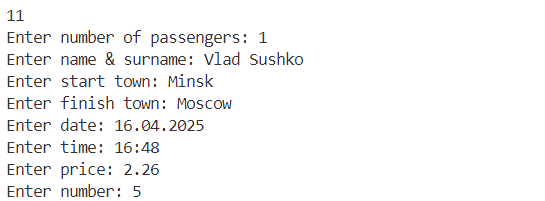 11
Enter number of passengers: 1
Enter name & surname: Vlad Sushko
Enter start town: Minsk
Enter finish town: Moscow
Enter date: 16.04.2025
Enter time: 16:48
Enter price: 2.26
Enter number: 5